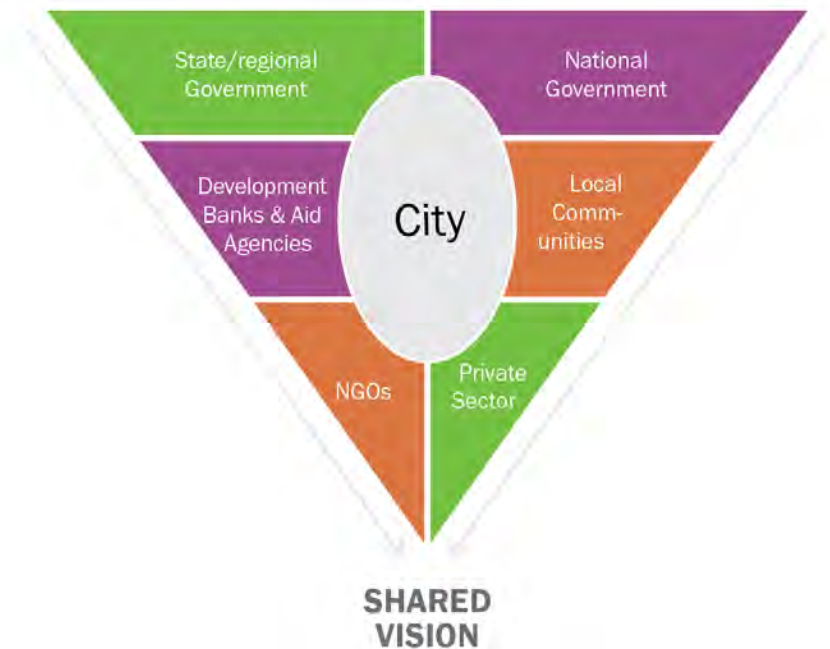 State/regional
Government
National
Government
Development
Banks & Aid
Agencies
City
Local
Comm-
unities
NGOs
Private
Sector
SHARED
VISION